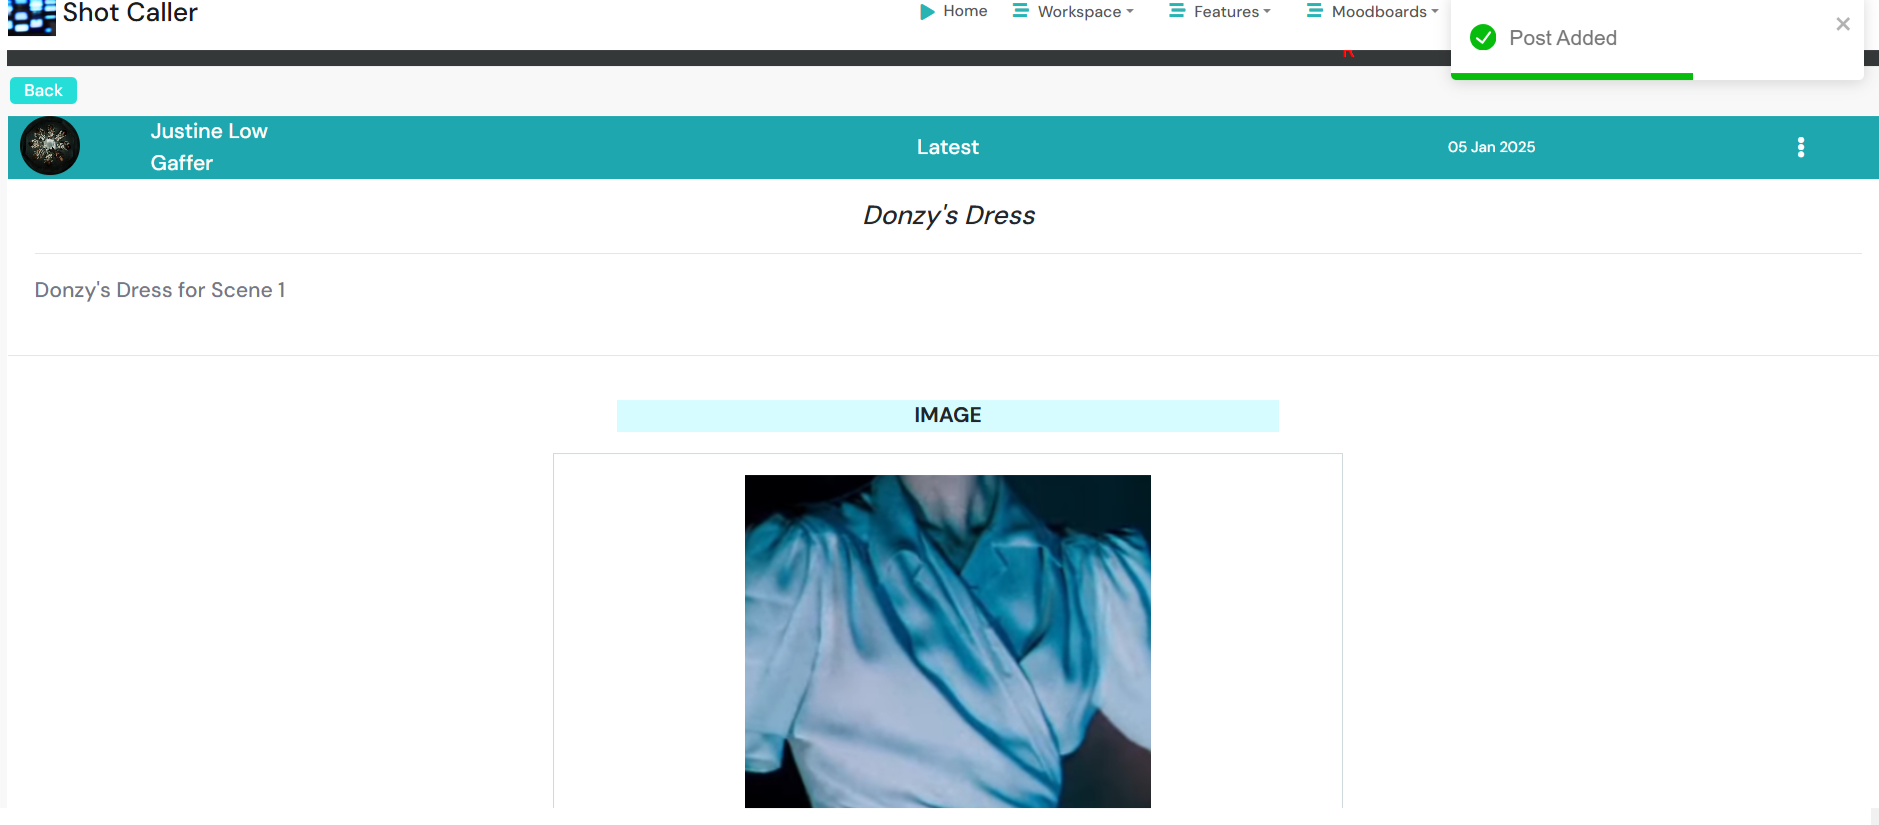 Shot Caller
Home
Workspace
Features
Moodboards
Post Added
Back
Justine Low
Gaffer
Latest
05 Jan 2025
Donzy's Dress
Donzy's Dress for Scene 1
IMAGE